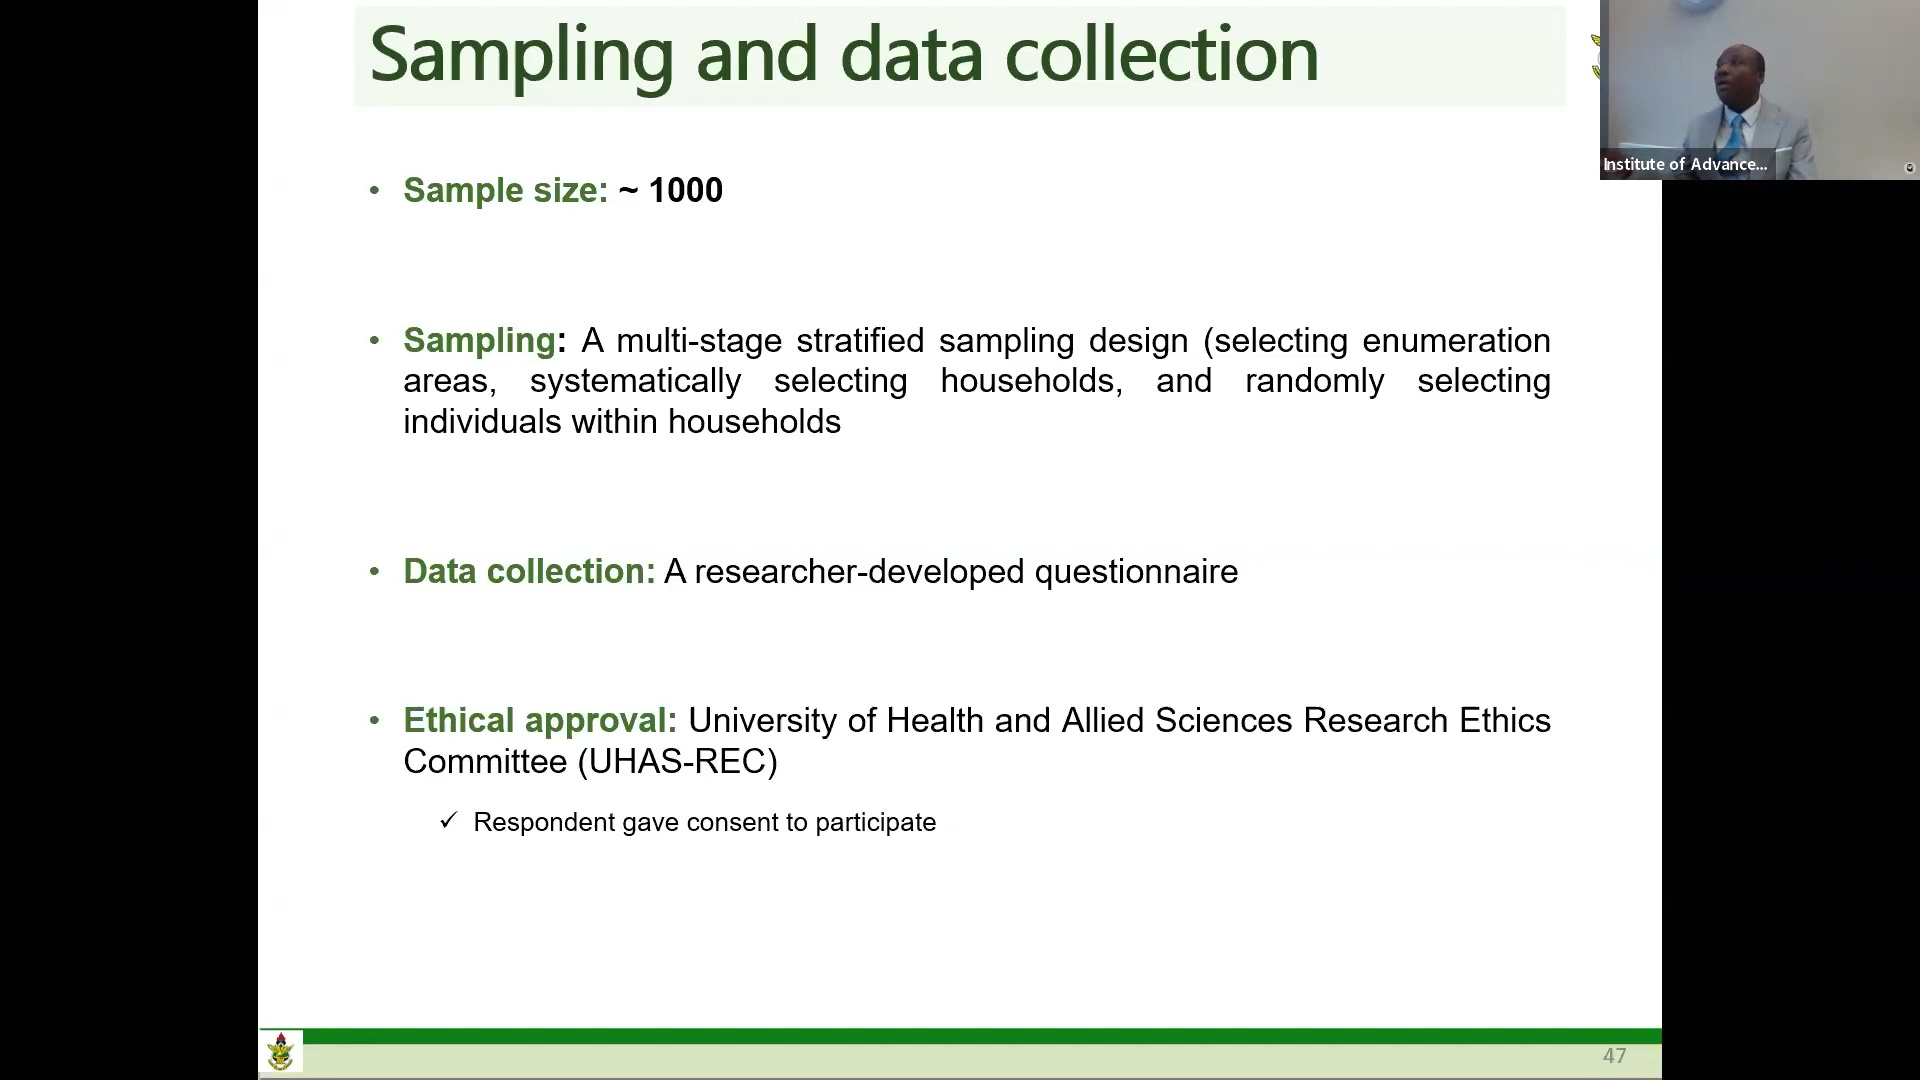 Sampling and data collection
Institute of Advance...
• Sample size: ~ 1000
• Sampling: A multi-stage stratified sampling design (selecting enumeration
areas, systematically selecting households, and randomly selecting
individuals within households
• Data collection: A researcher-developed questionnaire
• Ethical approval: University of Health and Allied Sciences Research Ethics
Committee (UHAS-REC)
✓ Respondent gave consent to participate
47